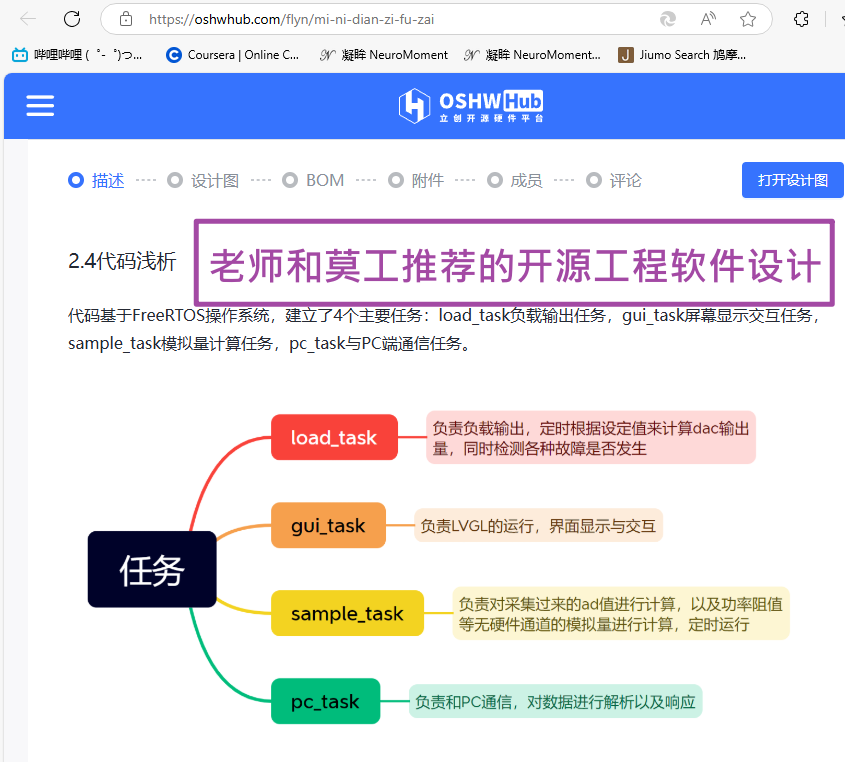 https://oshwhub.com/flyn/mi-ni-dian-zi-fu-zai
哔哩哔哩 (゜-゜)つ...
Coursera | Online C...
凝眸 NeuroMoment
凝眸 NeuroMoment...
Jiumo Search 鸠摩...
OSHWHub
立创开源硬件平台
描述
设计图
BOM
附件
成员
评论
打开设计图
2.4代码浅析
老师和莫工推荐的开源工程软件设计
代码基于FreeRTOS操作系统，建立了4个主要任务：load_task负载输出任务，gui_task屏幕显示交互任务，
sample_task模拟量计算任务，pc_task与PC端通信任务。
任务
load_task
负责负载输出，定时根据设定值来计算dac输出
量，同时检测各种故障是否发生
gui_task
负责LVGL的运行，界面显示与交互
sample_task
负责对采集过来的ad值进行计算，以及功率阻值
等无硬件通道的模拟量进行计算，定时运行
pc_task
负责和PC通信，对数据进行解析以及响应